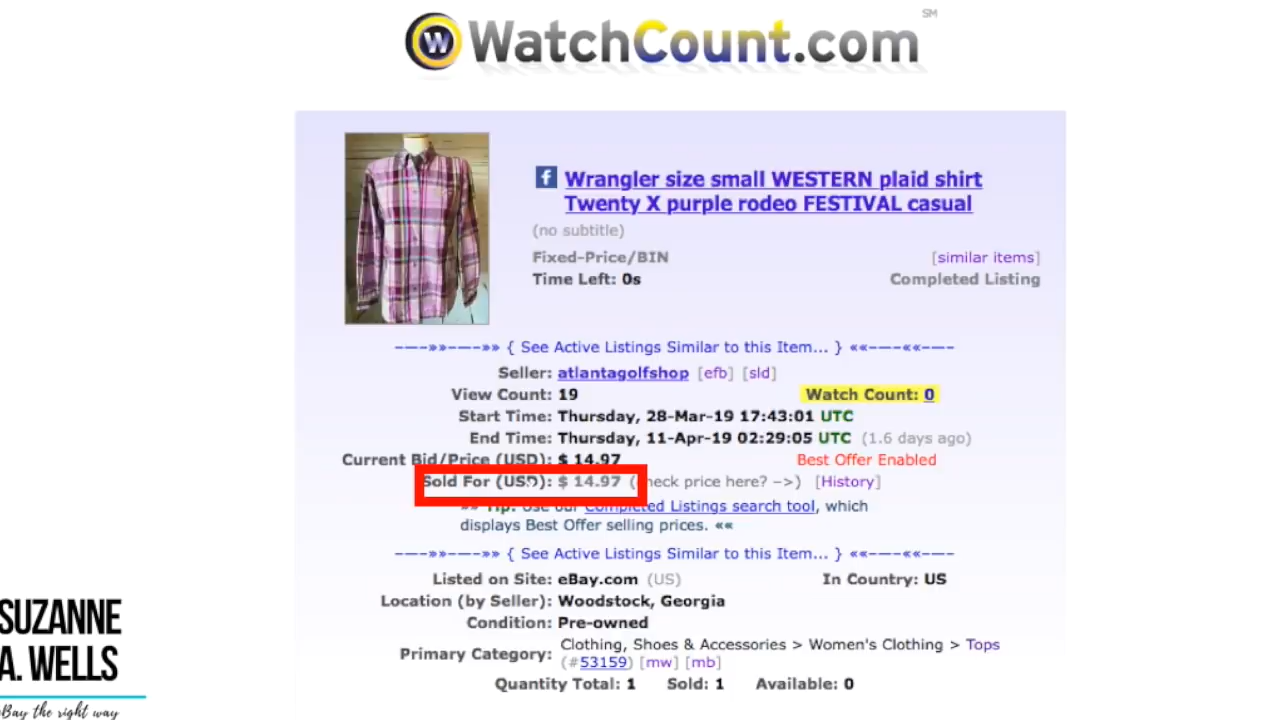 WatchCount.com SM
f Wrangler size small WESTERN plaid shirt
Twenty X purple rodeo FESTIVAL casual
(no subtitle)
Fixed-Price/BIN [similar items]
Time Left: 0s Completed Listing
{ See Active Listings Similar to this Item... }
Seller: atlantagolfshop [efb] [sld]
View Count: 19 Watch Count: 0
Start Time: Thursday, 28-Mar-19 17:43:01 UTC
End Time: Thursday, 11-Apr-19 02:29:05 UTC (1.6 days ago)
Current Bid/Price (USD): $ 14.97 Best Offer Enabled
Sold For (USD): $ 14.97 (check price here? –>) [History]
»» Tip: Use our Completed Listings search tool, which
displays Best Offer selling prices. ««
{ See Active Listings Similar to this Item... }
Listed on Site: eBay.com (US) In Country: US
Location (by Seller): Woodstock, Georgia
Condition: Pre-owned
Primary Category: Clothing, Shoes & Accessories > Women's Clothing > Tops
(#53159) [mw] [mb]
Quantity Total: 1 Sold: 1 Available: 0
SUZANNE
A. WELLS
eBay the right way